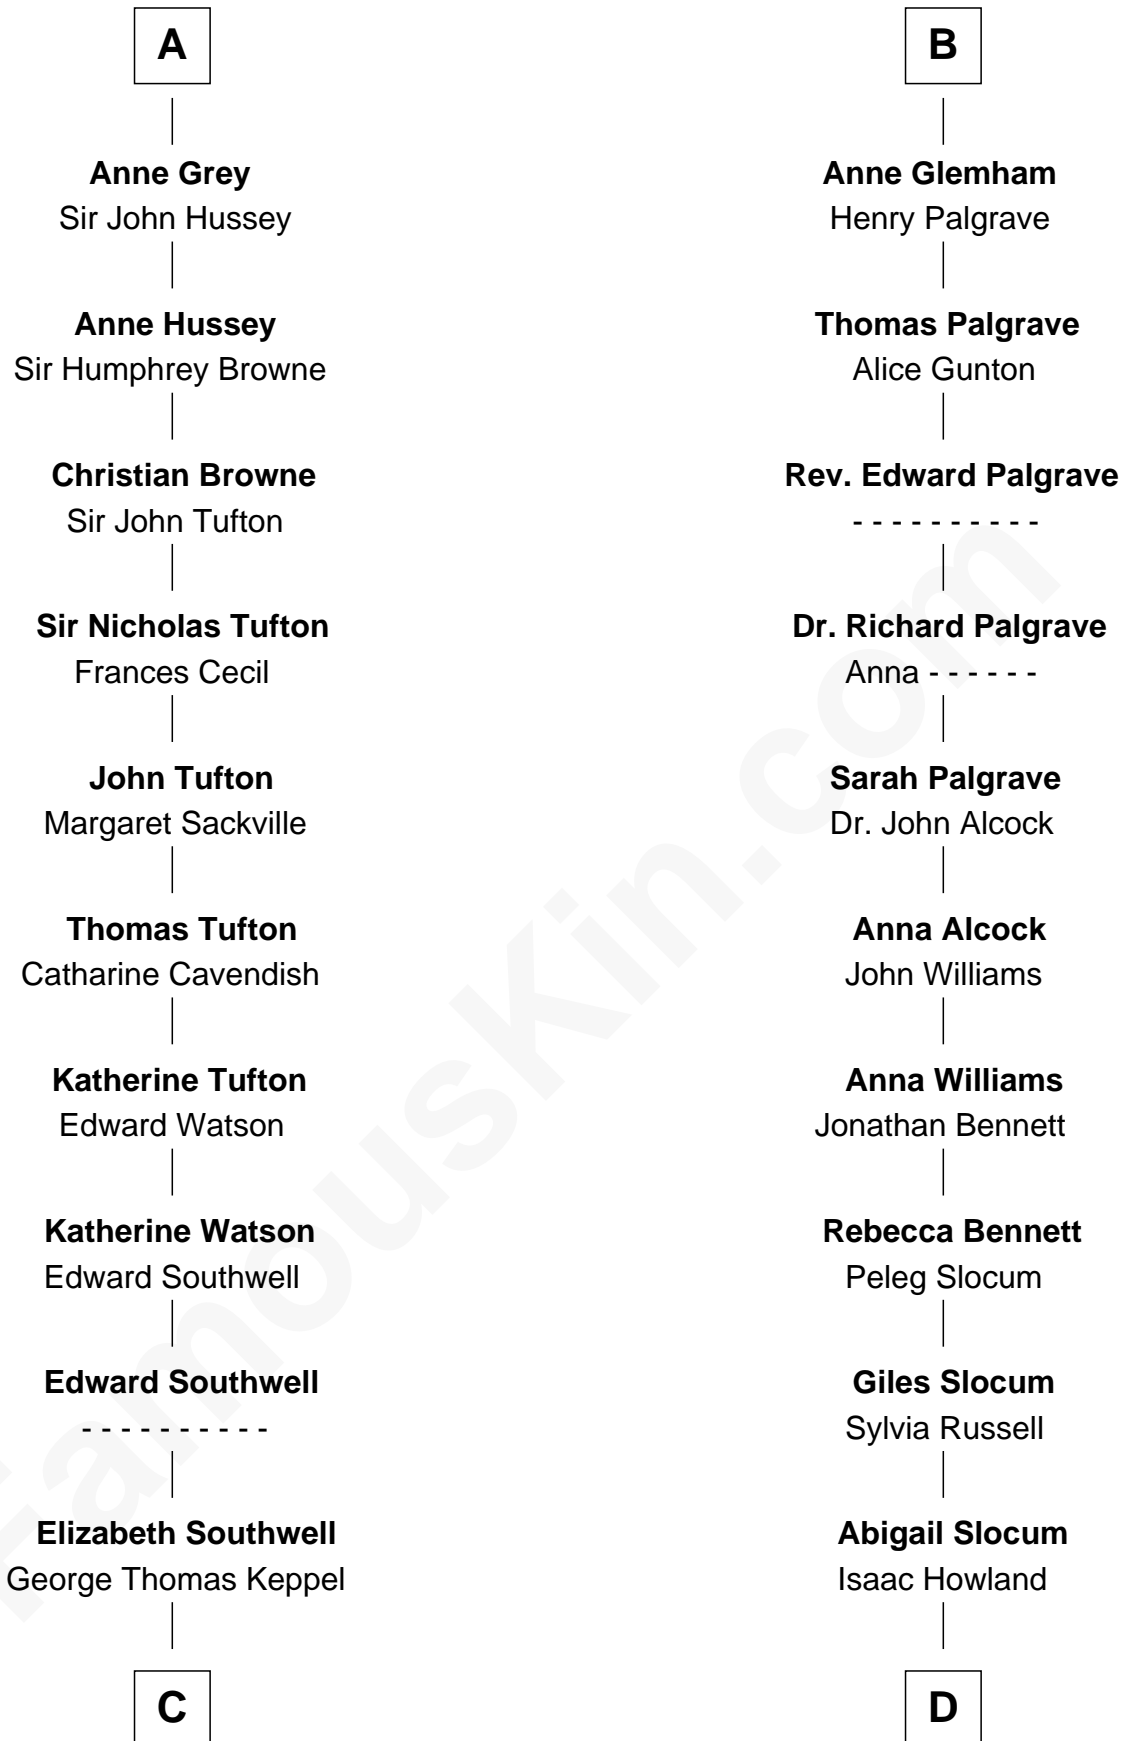 A
Anne Grey
Sir John Hussey
Anne Hussey
Sir Humphrey Browne
Christian Browne
Sir John Tufton
Sir Nicholas Tufton
Frances Cecil
John Tufton
Margaret Sackville
Thomas Tufton
Catharine Cavendish
Katherine Tufton
Edward Watson
Katherine Watson
Edward Southwell
Edward Southwell
- - - - - - - - - -
Elizabeth Southwell
George Thomas Keppel
C
B
Anne Glemham
Henry Palgrave
Thomas Palgrave
Alice Gunton
Rev. Edward Palgrave
- - - - - - - - - -
Dr. Richard Palgrave
Anna - - - - - -
Sarah Palgrave
Dr. John Alcock
Anna Alcock
John Williams
Anna Williams
Jonathan Bennett
Rebecca Bennett
Peleg Slocum
Giles Slocum
Sylvia Russell
Abigail Slocum
Isaac Howland
D
FamousKin.com